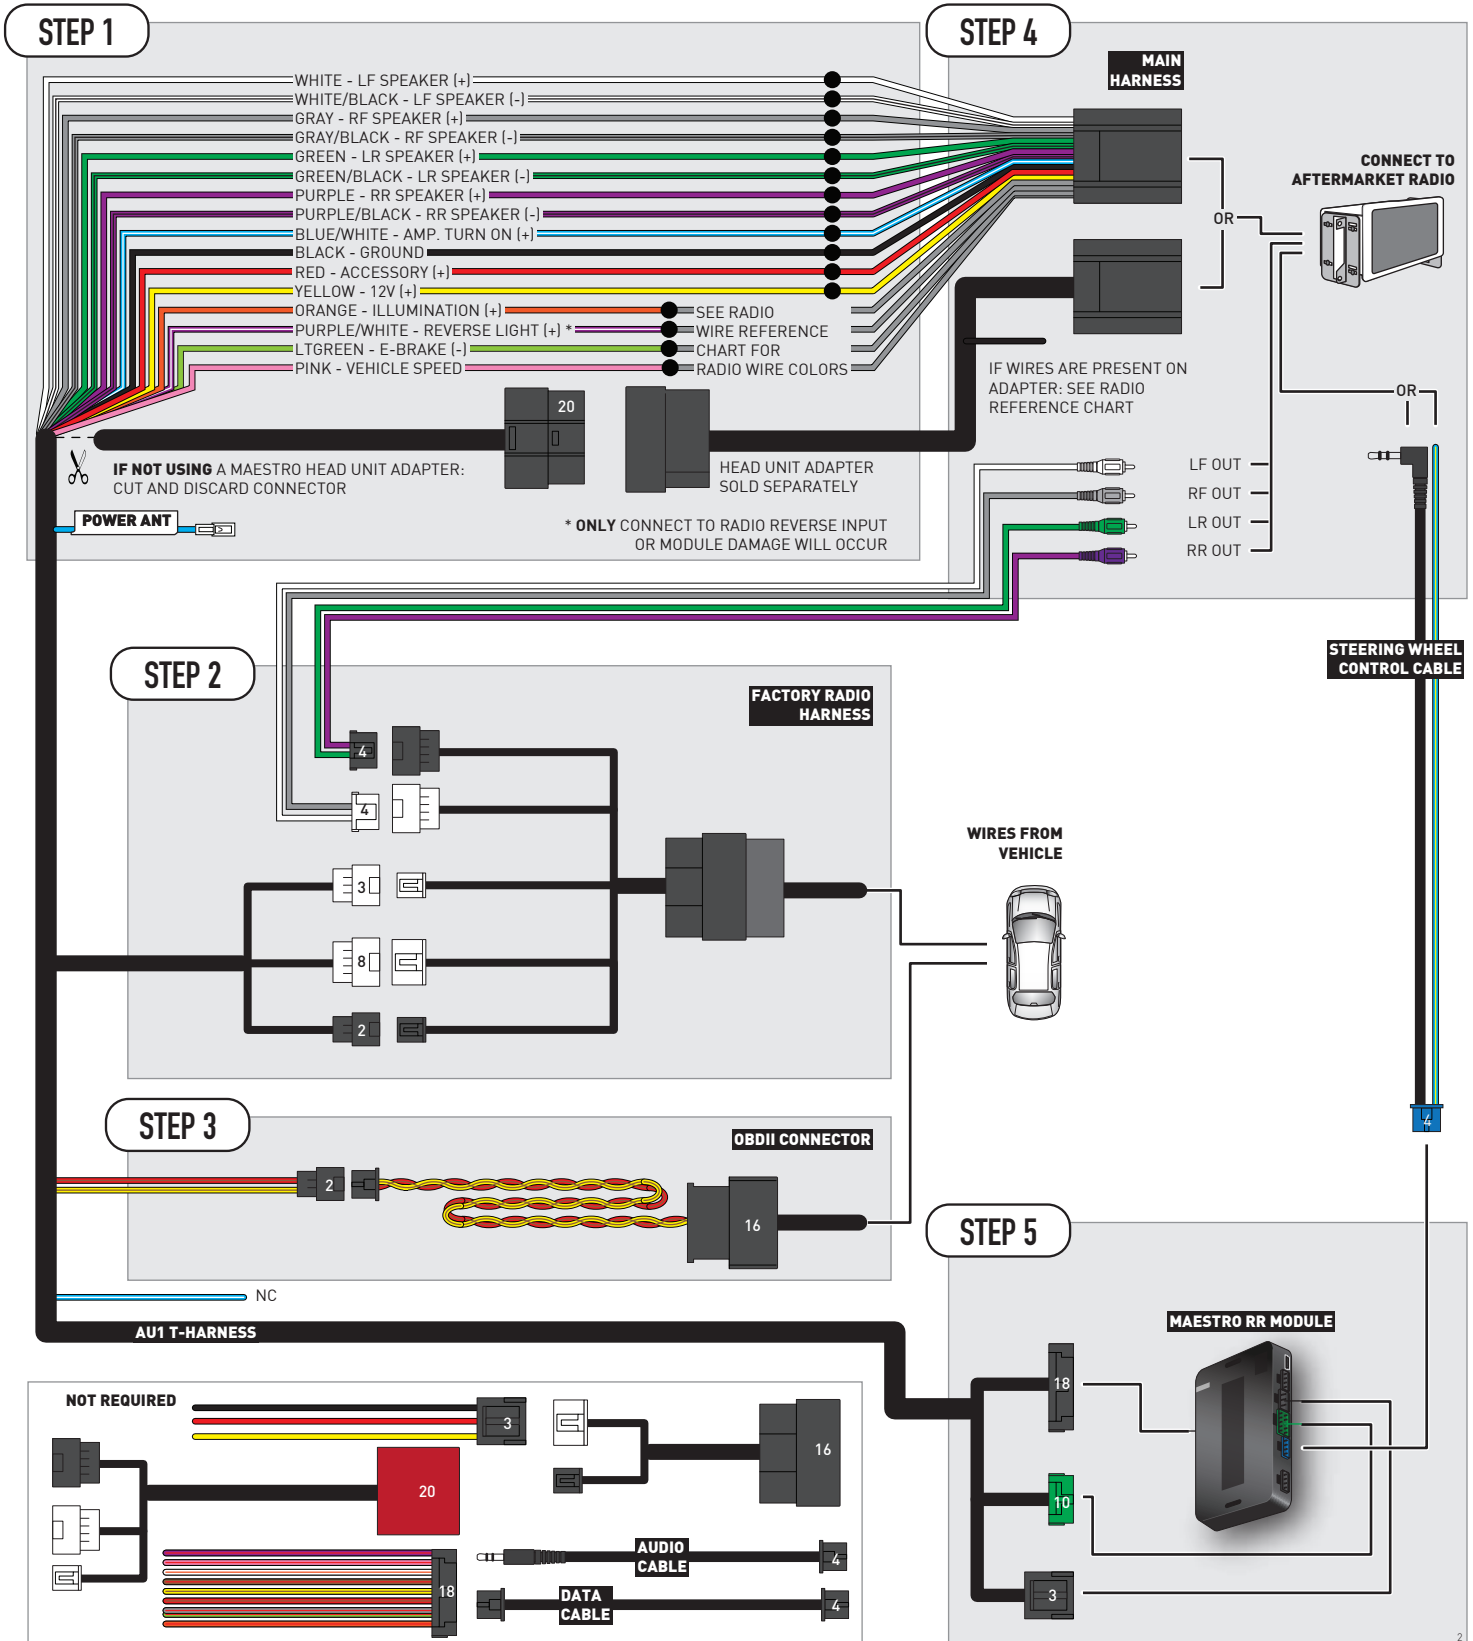 STEP 1
WHITE - LF SPEAKER (+)
WHITE/BLACK - LF SPEAKER (-)
GRAY - RF SPEAKER (+)
GRAY/BLACK - RF SPEAKER (-)
GREEN - LR SPEAKER (+)
GREEN/BLACK - LR SPEAKER (-)
PURPLE - RR SPEAKER (+)
PURPLE/BLACK - RR SPEAKER (-)
BLUE/WHITE - AMP. TURN ON (+)
BLACK - GROUND
RED - ACCESSORY (+)
YELLOW - 12V (+)
ORANGE - ILLUMINATION (+)
PURPLE/WHITE - REVERSE LIGHT (+) *
LTGREEN - E-BRAKE (-)
PINK - VEHICLE SPEED
SEE RADIO
WIRE REFERENCE
CHART FOR
RADIO WIRE COLORS
20
IF NOT USING A MAESTRO HEAD UNIT ADAPTER:
CUT AND DISCARD CONNECTOR
HEAD UNIT ADAPTER
SOLD SEPARATELY
POWER ANT
* ONLY CONNECT TO RADIO REVERSE INPUT
OR MODULE DAMAGE WILL OCCUR
STEP 4
MAIN
HARNESS
CONNECT TO
AFTERMARKET RADIO
OR
IF WIRES ARE PRESENT ON
ADAPTER: SEE RADIO
REFERENCE CHART
OR
LF OUT
RF OUT
LR OUT
RR OUT
STEERING WHEEL
CONTROL CABLE
4
STEP 2
FACTORY RADIO
HARNESS
4
4
3
8
2
WIRES FROM
VEHICLE
STEP 3
OBDII CONNECTOR
2
16
NC
AU1 T-HARNESS
STEP 5
MAESTRO RR MODULE
18
10
3
NOT REQUIRED
3
16
20
18
AUDIO
CABLE
4
DATA
CABLE
4
2